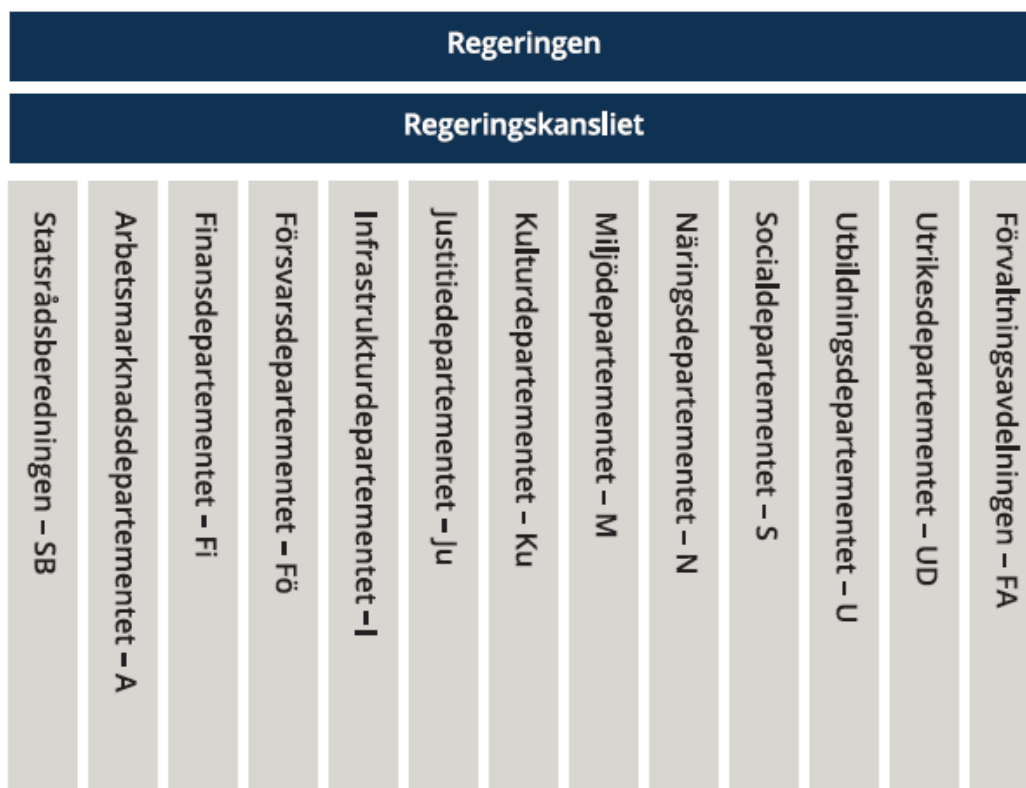 Regeringen
Regeringskansliet
Statsrådsberedningen – SB
Arbetsmarknadsdepartementet – A
Finansdepartementet – Fi
Försvarsdepartementet – Fö
Infrastrukturdepartementet – I
Justitiedepartementet – Ju
Kulturdepartementet – Ku
Miljödepartementet – M
Näringsdepartementet – N
Socialdepartementet – S
Utbildningsdepartementet – U
Utrikesdepartementet – UD
Förvaltningsavdelningen – FA